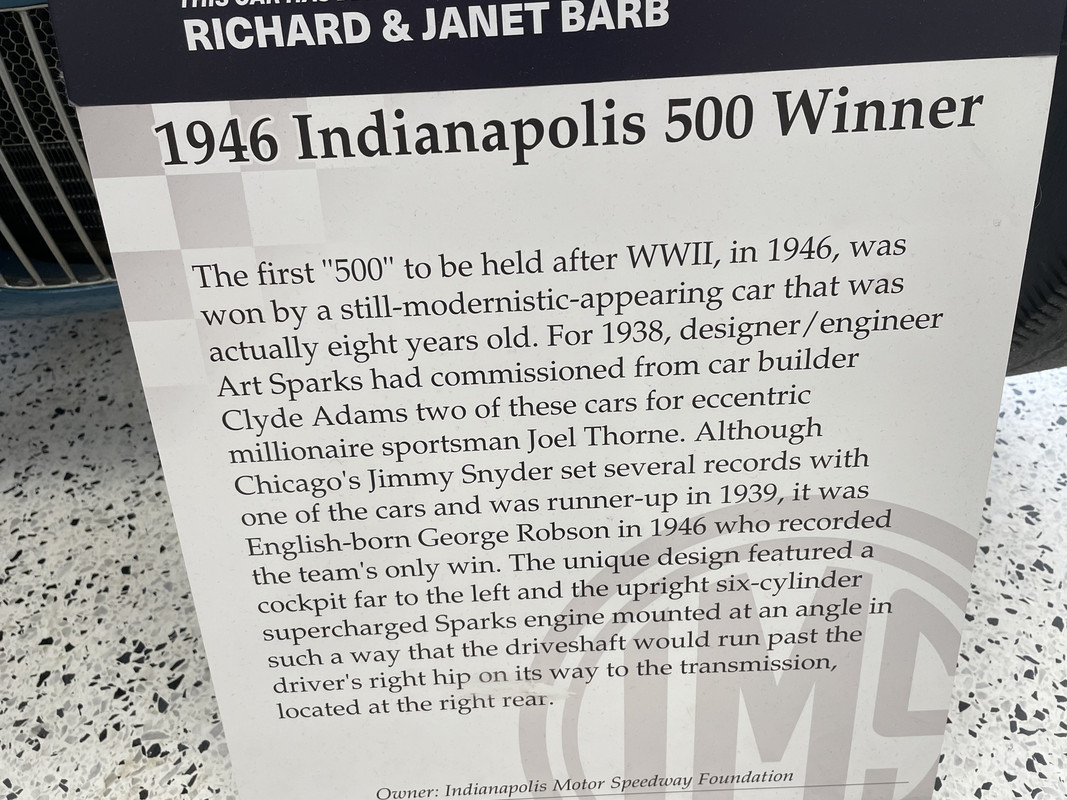 THIS CAR HAS
RICHARD & JANET BARB
1946 Indianapolis 500 Winner
The first "500" to be held after WWII, in 1946, was
won by a still-modernistic-appearing car that was
actually eight years old. For 1938, designer/engineer
Art Sparks had commissioned from car builder
Clyde Adams two of these cars for eccentric
millionaire sportsman Joel Thorne. Although
Chicago's Jimmy Snyder set several records with
one of the cars and was runner-up in 1939, it was
English-born George Robson in 1946 who recorded
the team's only win. The unique design featured a
cockpit far to the left and the upright six-cylinder
supercharged Sparks engine mounted at an angle in
such a way that the driveshaft would run past the
driver's right hip on its way to the transmission,
located at the right rear.
IMS
Owner: Indianapolis Motor Speedway Foundation